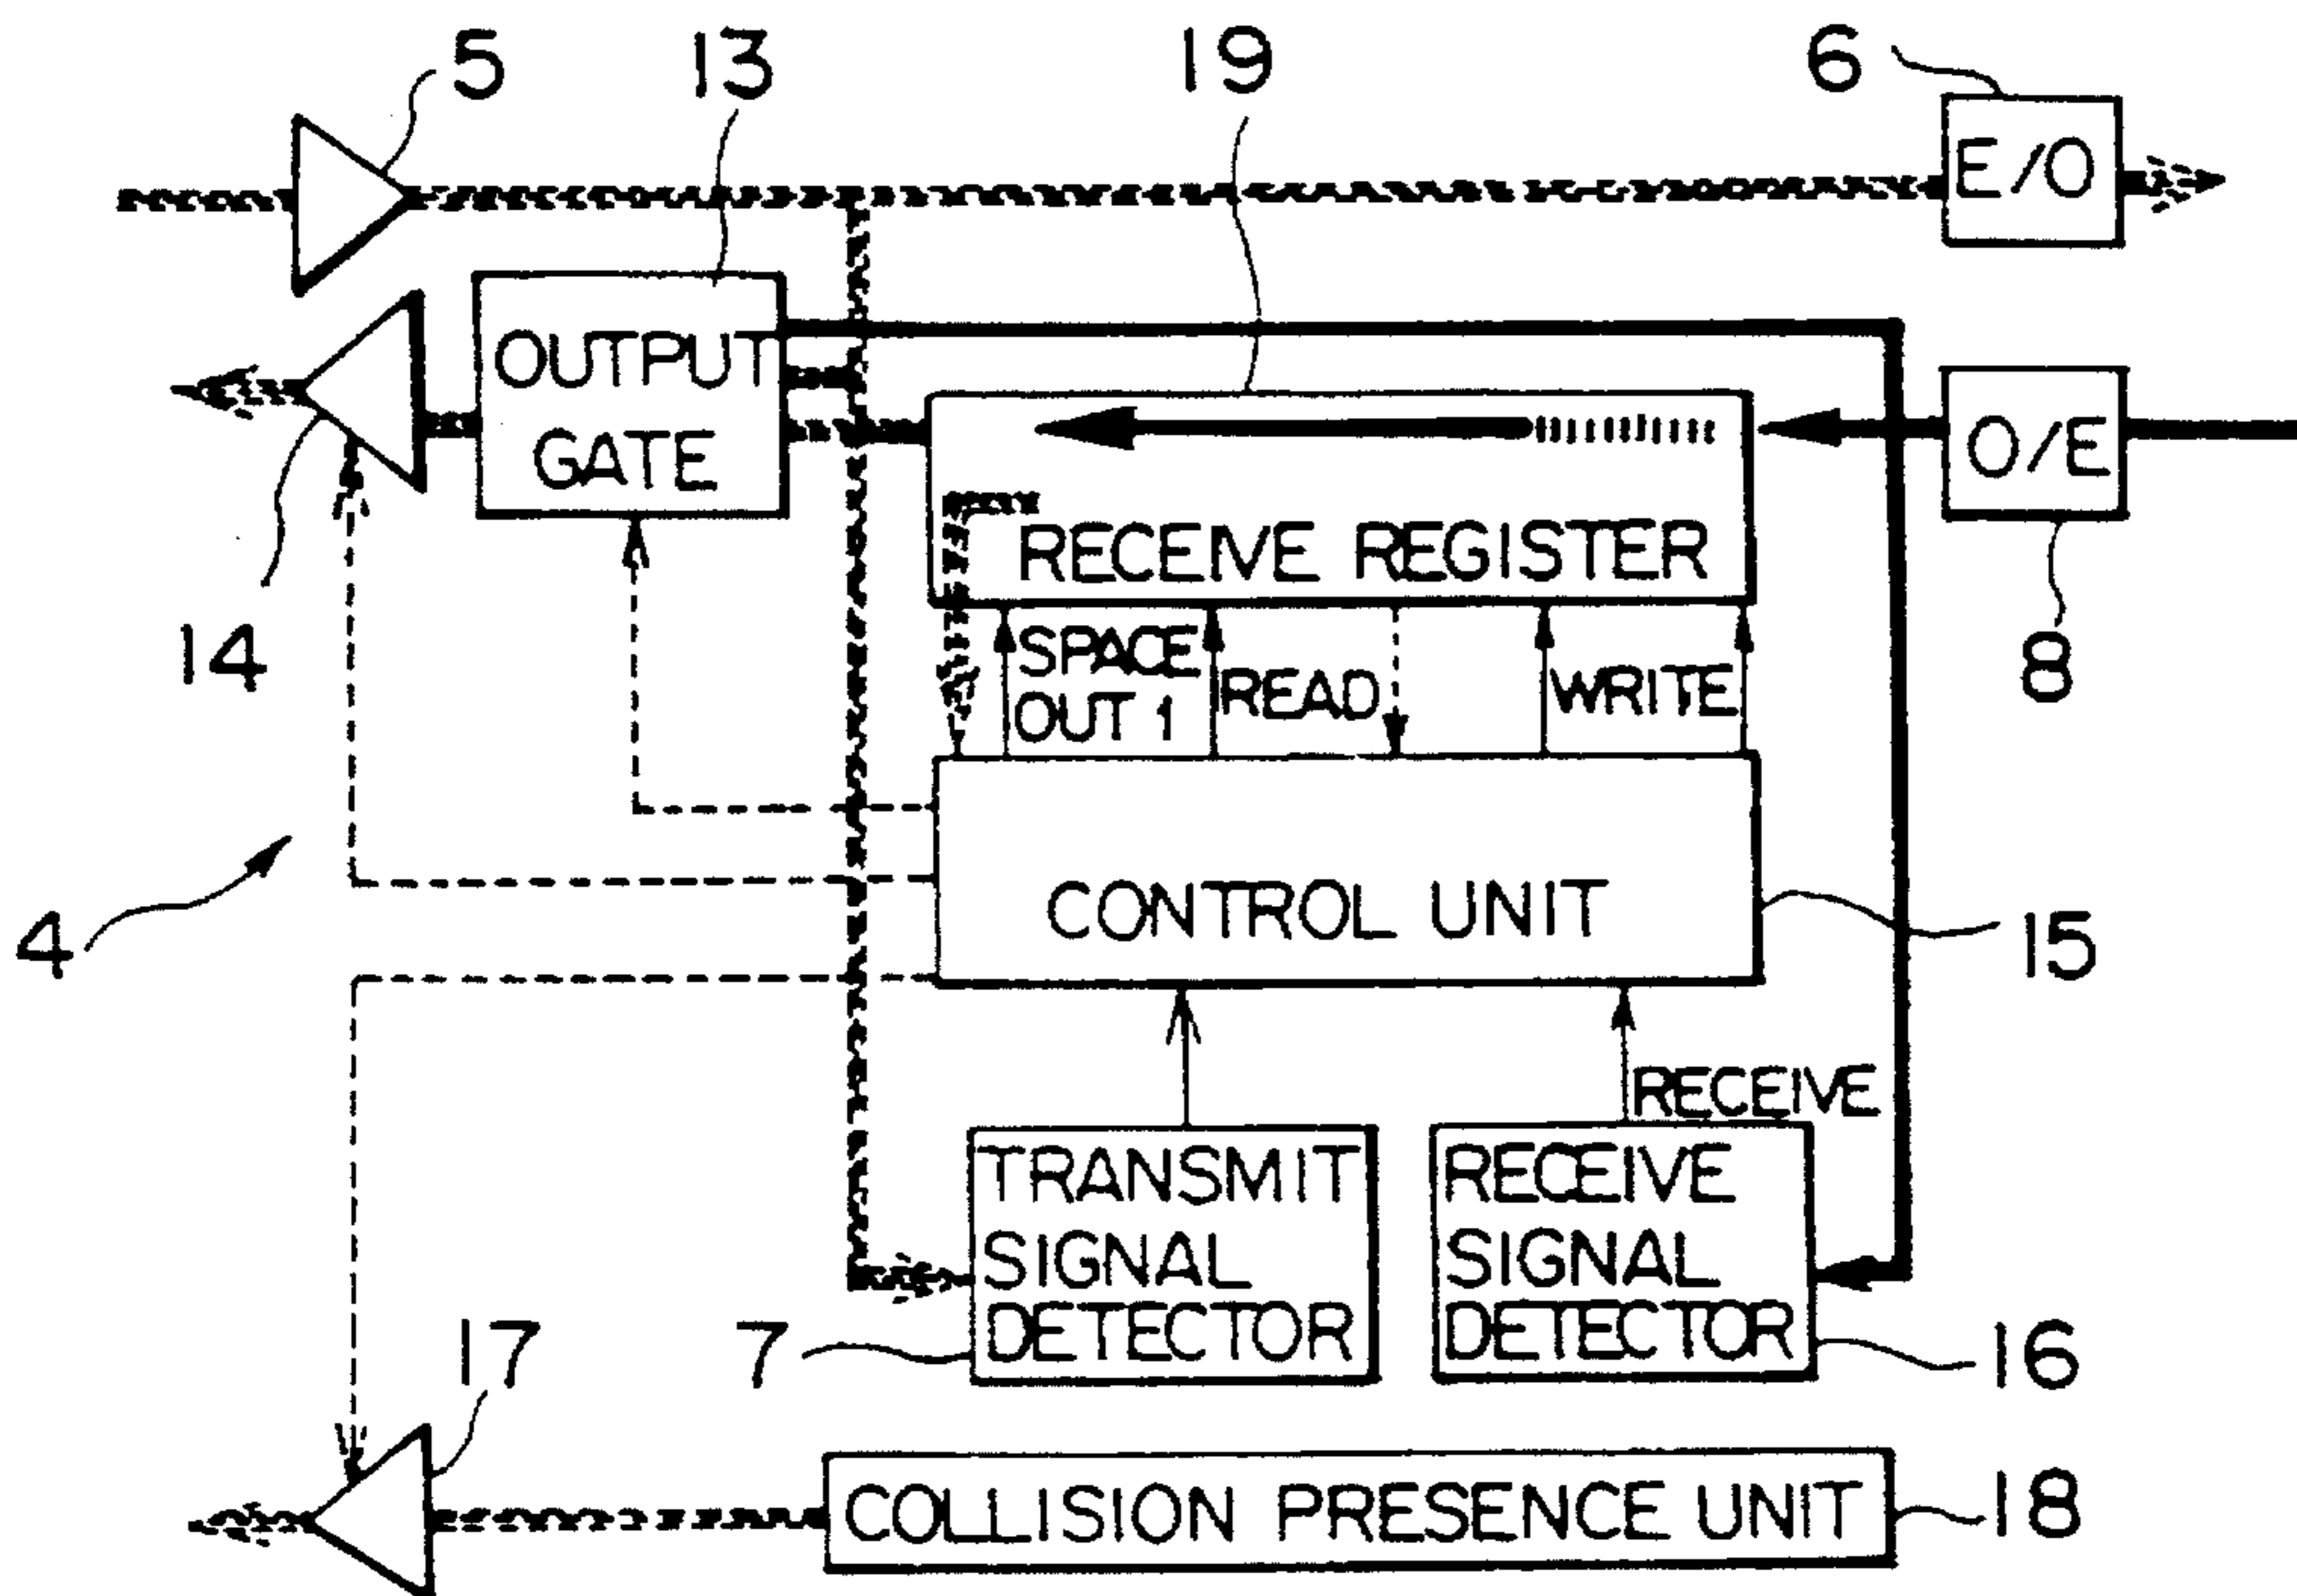 5
13
19
6
E/O
OUTPUT
GATE
O/E
RECEIVE REGISTER
14
SPACE
OUT 1
READ
WRITE
8
4
CONTROL UNIT
15
RECEIVE
TRANSMIT
SIGNAL
DETECTOR
RECEIVE
SIGNAL
DETECTOR
17
7
16
COLLISION PRESENCE UNIT
18